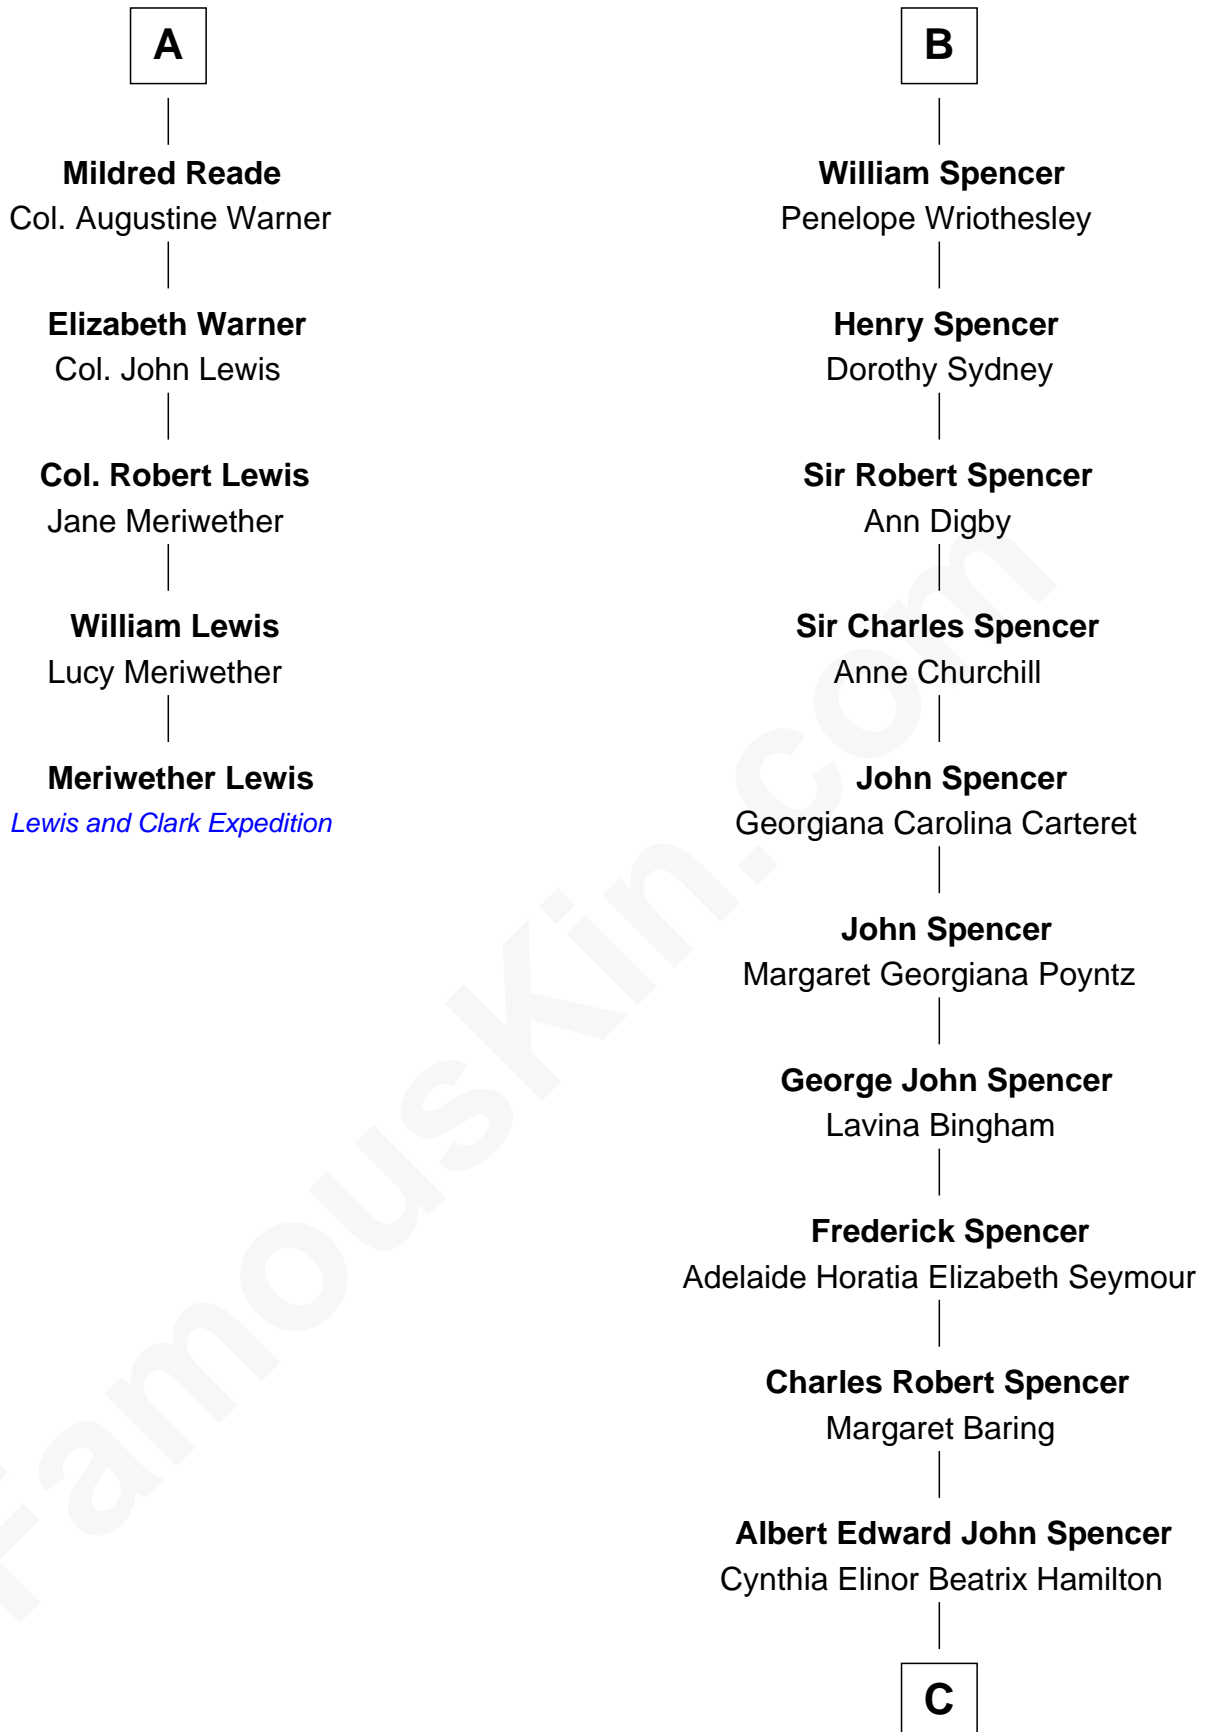 A
Mildred Reade
Col. Augustine Warner
Elizabeth Warner
Col. John Lewis
Col. Robert Lewis
Jane Meriwether
William Lewis
Lucy Meriwether
Meriwether Lewis
Lewis and Clark Expedition
B
William Spencer
Penelope Wriothesley
Henry Spencer
Dorothy Sydney
Sir Robert Spencer
Ann Digby
Sir Charles Spencer
Anne Churchill
John Spencer
Georgiana Carolina Carteret
John Spencer
Margaret Georgiana Poyntz
George John Spencer
Lavina Bingham
Frederick Spencer
Adelaide Horatia Elizabeth Seymour
Charles Robert Spencer
Margaret Baring
Albert Edward John Spencer
Cynthia Elinor Beatrix Hamilton
C
FamousKin.com